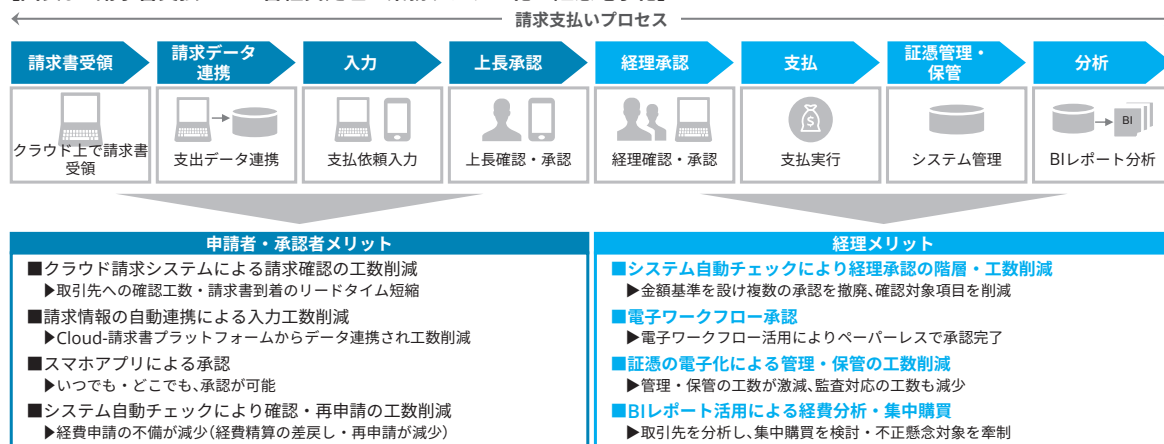 請求支払いプロセス
請求書受領
請求データ
連携
入力
上長承認
経理承認
支払
証憑管理・
保管
分析
クラウド上で請求書
受領
支出データ連携
支払依頼入力
上長確認・承認
経理確認・承認
$
支払実行
システム管理
BI
BIレポート分析
申請者・承認者メリット
■クラウド請求システムによる請求確認の工数削減
▶取引先への確認工数・請求書到着のリードタイム短縮
■請求情報の自動連携による入力工数削減
▶Cloud-請求書プラットフォームからデータ連携され工数削減
■スマホアプリによる承認
▶いつでも・どこでも、承認が可能
■システム自動チェックにより確認・再申請の工数削減
▶経費申請の不備が減少（経費精算の差戻し・再申請が減少）
経理メリット
■システム自動チェックにより経理承認の階層・工数削減
▶金額基準を設け複数の承認を撤廃、確認対象項目を削減
■電子ワークフロー承認
▶電子ワークフロー活用によりペーパーレスで承認完了
■証憑の電子化による管理・保管の工数削減
▶管理・保管の工数が激減、監査対応の工数も減少
■BIレポート活用による経費分析・集中購買
▶取引先を分析し、集中購買を検討・不正懸念対象を牽制